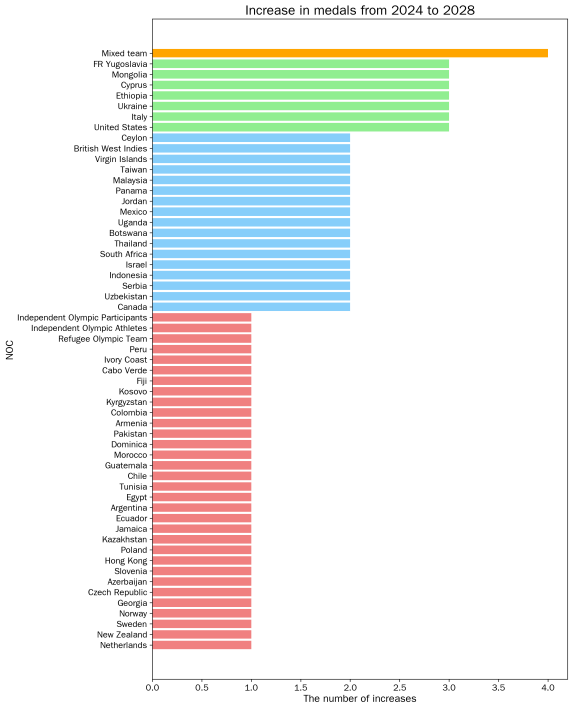 Increase in medals from 2024 to 2028
NOC
Mixed team
FR Yugoslavia
Mongolia
Cyprus
Ethiopia
Ukraine
Italy
United States
Ceylon
British West Indies
Virgin Islands
Taiwan
Malaysia
Panama
Jordan
Mexico
Uganda
Botswana
Thailand
South Africa
Israel
Indonesia
Serbia
Uzbekistan
Canada
Independent Olympic Participants
Independent Olympic Athletes
Refugee Olympic Team
Peru
Ivory Coast
Cabo Verde
Fiji
Kosovo
Kyrgyzstan
Colombia
Armenia
Pakistan
Dominica
Morocco
Guatemala
Chile
Tunisia
Egypt
Argentina
Ecuador
Jamaica
Kazakhstan
Poland
Hong Kong
Slovenia
Azerbaijan
Czech Republic
Georgia
Norway
Sweden
New Zealand
Netherlands
0.0 0.5 1.0 1.5 2.0 2.5 3.0 3.5 4.0
The number of increases